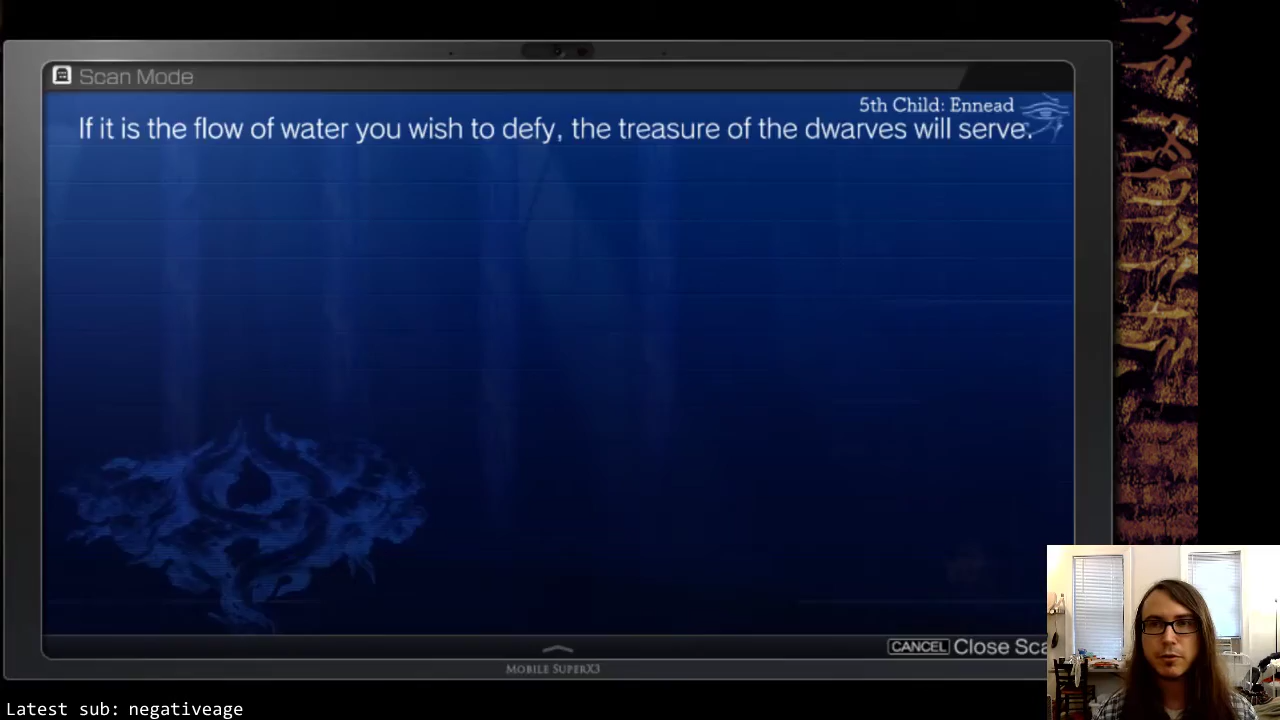 Scan Mode
5th Child: Ennead
If it is the flow of water you wish to defy, the treasure of the dwarves will serve.
CANCEL Close Sca
MOBILE SUPERX3
Latest sub: negativeage